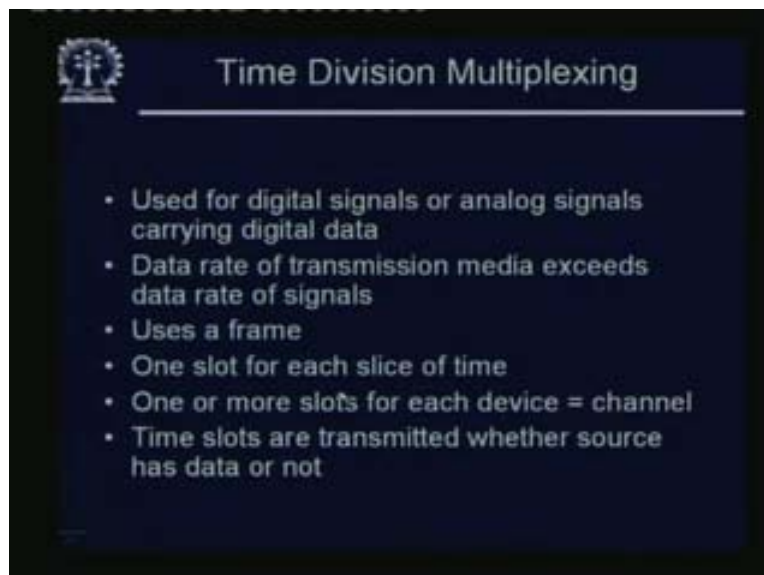 Time Division Multiplexing
• Used for digital signals or analog signals
carrying digital data
• Data rate of transmission media exceeds
data rate of signals
• Uses a frame
• One slot for each slice of time
• One or more slots for each device = channel
• Time slots are transmitted whether source
has data or not